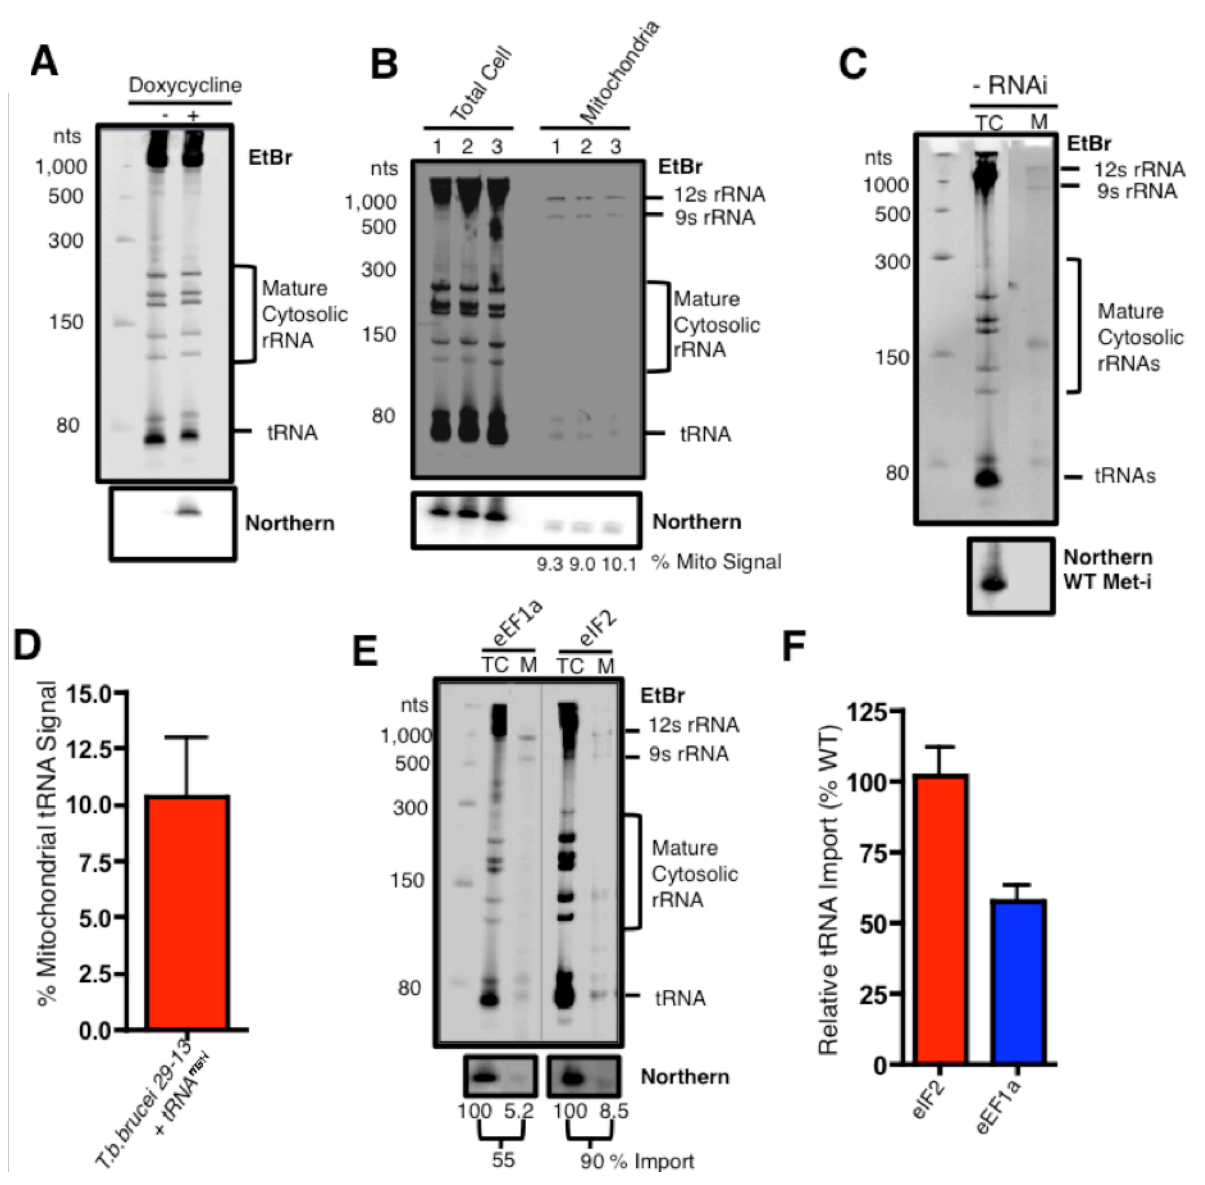 A
Doxycycline
- +
nts
1,000
500
300
150
80
EtBr
Mature
Cytosolic
rRNA
tRNA
Northern
B
Total Cell
Mitochondria
1 2 3 1 2 3
nts
1,000
500
300
150
80
EtBr
12s rRNA
9s rRNA
Mature
Cytosolic
rRNA
tRNA
Northern
9.3 9.0 10.1 % Mito Signal
C
- RNAi
TC M
nts
1000
500
300
150
80
EtBr
12s rRNA
9s rRNA
Mature
Cytosolic
rRNAs
tRNAs
Northern
WT Met-i
D
% Mitochondrial tRNA Signal
15.0
12.5
10.0
7.5
5.0
2.5
0.0
T.b.brucei 29-13
+ tRNA
E
eEF1a
eIF2
TC M TC M
nts
1,000
500
300
150
80
EtBr
12s rRNA
9s rRNA
Mature
Cytosolic
rRNA
tRNA
Northern
100 5.2 100 8.5
55 90 % Import
F
Relative tRNA Import (% WT)
125
100
75
50
25
0
eIF2
eEF1a